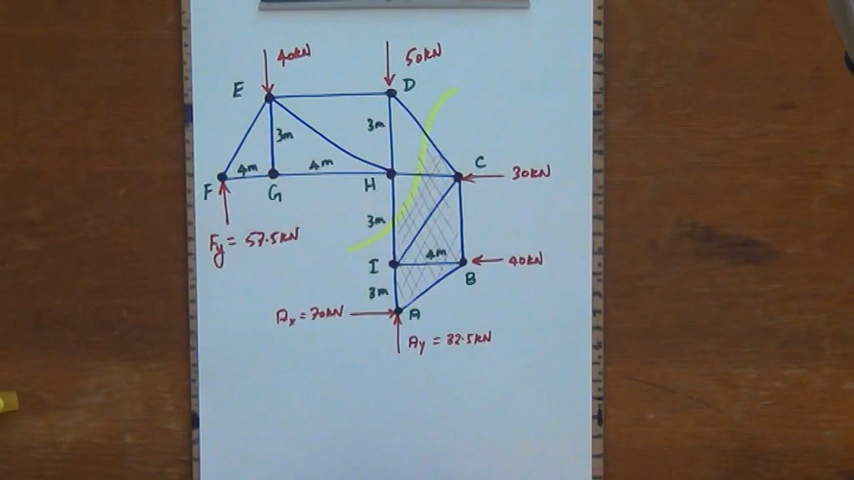 40kN
50kN
E
D
3m
3m
4m
4m
C
30kN
F
G
H
3m
Fy = 57.5kN
4m
40kN
I
B
3m
Ax = 70kN
A
Ay = 32.5kN